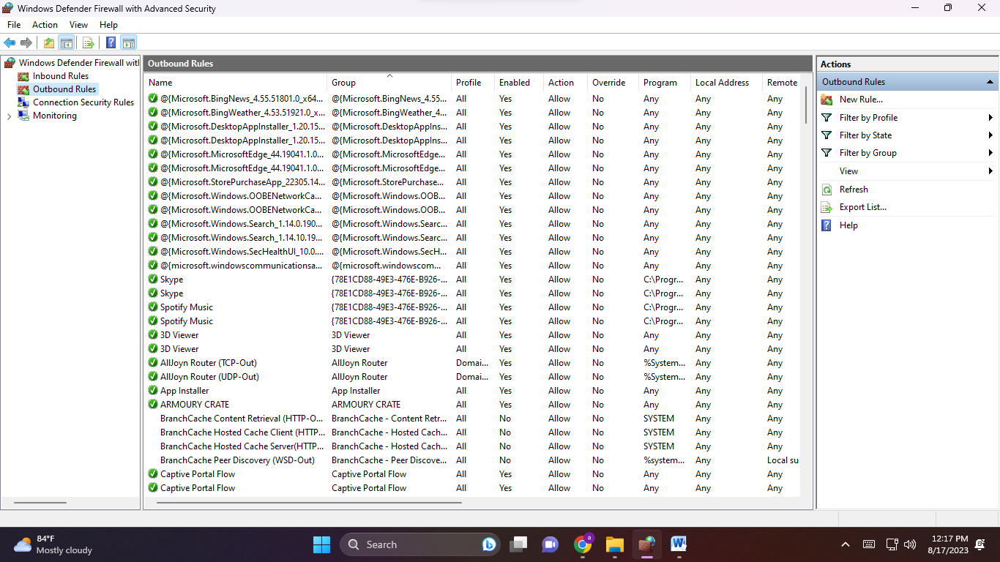 Windows Defender Firewall with Advanced Security
File Action View Help
Windows Defender Firewall witl
Inbound Rules
Outbound Rules
Connection Security Rules
Monitoring
Outbound Rules
Name Group Profile Enabled Action Override Program Local Address Remote
@{Microsoft.BingNews_4.55.51801.0_x64... @{Microsoft.BingNews_4.55... All Yes Allow No Any Any Any
@{Microsoft.BingWeather_4.53.51921.0_x... @{Microsoft.BingWeather_4... All Yes Allow No Any Any Any
@{Microsoft.DesktopAppInstaller_1.20.15... @{Microsoft.DesktopAppIns... All Yes Allow No Any Any Any
@{Microsoft.DesktopAppInstaller_1.20.15... @{Microsoft.DesktopAppIns... All Yes Allow No Any Any Any
@{Microsoft.MicrosoftEdge_44.19041.1.0... @{Microsoft.MicrosoftEdge... All Yes Allow No Any Any Any
@{Microsoft.MicrosoftEdge_44.19041.1.0... @{Microsoft.MicrosoftEdge... All Yes Allow No Any Any Any
@{Microsoft.StorePurchaseApp_22305.14... @{Microsoft.StorePurchase... All Yes Allow No Any Any Any
@{Microsoft.Windows.OOBENetworkCa... @{Microsoft.Windows.OOB... All Yes Allow No Any Any Any
@{Microsoft.Windows.OOBENetworkCa... @{Microsoft.Windows.OOB... All Yes Allow No Any Any Any
@{Microsoft.Windows.Search_1.14.0.190... @{Microsoft.Windows.Searc... All Yes Allow No Any Any Any
@{Microsoft.Windows.Search_1.14.10.19... @{Microsoft.Windows.Searc... All Yes Allow No Any Any Any
@{Microsoft.Windows.SecHealthUI_10.0.... @{Microsoft.Windows.SecH... All Yes Allow No Any Any Any
@{microsoft.windowscommunicationsa... @{microsoft.windowscom... All Yes Allow No Any Any Any
Skype {78E1CD88-49E3-476E-B926-... All Yes Allow No C:\Progr... Any Any
Skype {78E1CD88-49E3-476E-B926-... All Yes Allow No C:\Progr... Any Any
Spotify Music {78E1CD88-49E3-476E-B926-... All Yes Allow No C:\Progr... Any Any
Spotify Music {78E1CD88-49E3-476E-B926-... All Yes Allow No C:\Progr... Any Any
3D Viewer 3D Viewer All Yes Allow No Any Any Any
3D Viewer 3D Viewer All Yes Allow No Any Any Any
AllJoyn Router (TCP-Out) AllJoyn Router Domai... Yes Allow No %System... Any Any
AllJoyn Router (UDP-Out) AllJoyn Router Domai... Yes Allow No %System... Any Any
App Installer App Installer All Yes Allow No Any Any Any
ARMOURY CRATE ARMOURY CRATE All Yes Allow No Any Any Any
BranchCache Content Retrieval (HTTP-O... BranchCache - Content Retr... All No Allow No SYSTEM Any Any
BranchCache Hosted Cache Client (HTTP... BranchCache - Hosted Cach... All No Allow No SYSTEM Any Any
BranchCache Hosted Cache Server(HTTP... BranchCache - Hosted Cach... All No Allow No SYSTEM Any Any
BranchCache Peer Discovery (WSD-Out) BranchCache - Peer Discove... All No Allow No %system... Any Local su
Captive Portal Flow Captive Portal Flow All Yes Allow No Any Any Any
Captive Portal Flow Captive Portal Flow All Yes Allow No Any Any Any
Actions
Outbound Rules
New Rule...
Filter by Profile
Filter by State
Filter by Group
View
Refresh
Export List...
Help
84°F
Mostly cloudy
Search
a
12:17 PM
8/17/2023